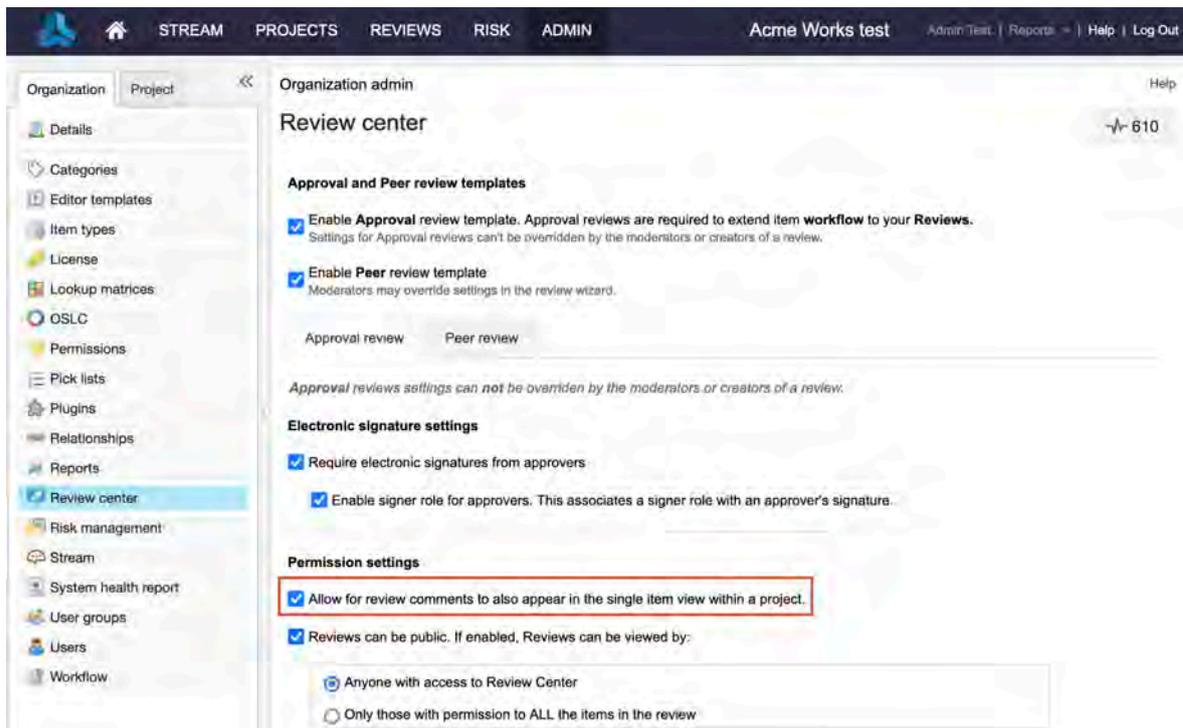 STREAM PROJECTS REVIEWS RISK ADMIN Acme Works test Admin Test | Reports | Help | Log Out
Organization Project
Details
Categories
Editor templates
Item types
License
Lookup matrices
OSLC
Permissions
Pick lists
Plugins
Relationships
Reports
Review center
Risk management
Stream
System health report
User groups
Users
Workflow
Organization admin Help
Review center 610
Approval and Peer review templates
Enable Approval review template. Approval reviews are required to extend item workflow to your Reviews.
Settings for Approval reviews can't be overridden by the moderators or creators of a review.
Enable Peer review template
Moderators may override settings in the review wizard.
Approval review Peer review
Approval reviews settings can not be overriden by the moderators or creators of a review.
Electronic signature settings
Require electronic signatures from approvers
Enable signer role for approvers. This associates a signer role with an approver's signature.
Permission settings
Allow for review comments to also appear in the single item view within a project.
Reviews can be public. If enabled, Reviews can be viewed by:
Anyone with access to Review Center
Only those with permission to ALL the items in the review